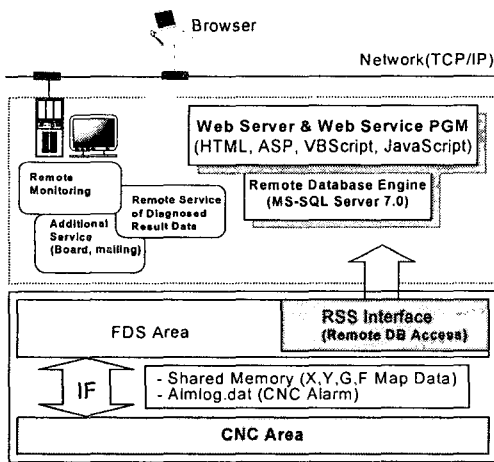 Browser
Network(TCP/IP)
Web Server & Web Service PGM
(HTML, ASP, VBScript, JavaScript)
Remote Database Engine
(MS-SQL Server 7.0)
Remote
Monitoring
Remote Service
of Diagnosed
Result Data
Additional
Service
(Board, mailing)
RSS Interface
(Remote DB Access)
FDS Area
IF
- Shared Memory (X,Y,G,F Map Data)
- Almlog.dat (CNC Alarm)
CNC Area